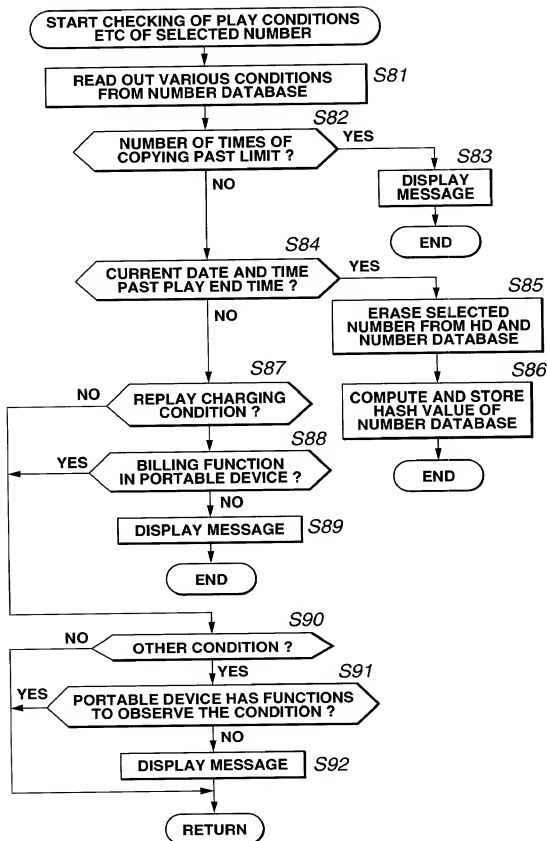 START CHECKING OF PLAY CONDITIONS
ETC OF SELECTED NUMBER
S81
READ OUT VARIOUS CONDITIONS
FROM NUMBER DATABASE
S82
NUMBER OF TIMES OF
COPYING PAST LIMIT ?
YES
NO
S83
DISPLAY
MESSAGE
END
S84
CURRENT DATE AND TIME
PAST PLAY END TIME ?
YES
NO
S85
ERASE SELECTED
NUMBER FROM HD AND
NUMBER DATABASE
S86
COMPUTE AND STORE
HASH VALUE OF
NUMBER DATABASE
END
S87
REPLAY CHARGING
CONDITION ?
NO
S88
BILLING FUNCTION
IN PORTABLE DEVICE ?
YES
NO
DISPLAY MESSAGE
S89
END
S90
OTHER CONDITION ?
NO
YES
S91
PORTABLE DEVICE HAS FUNCTIONS
TO OBSERVE THE CONDITION ?
YES
NO
DISPLAY MESSAGE
S92
RETURN